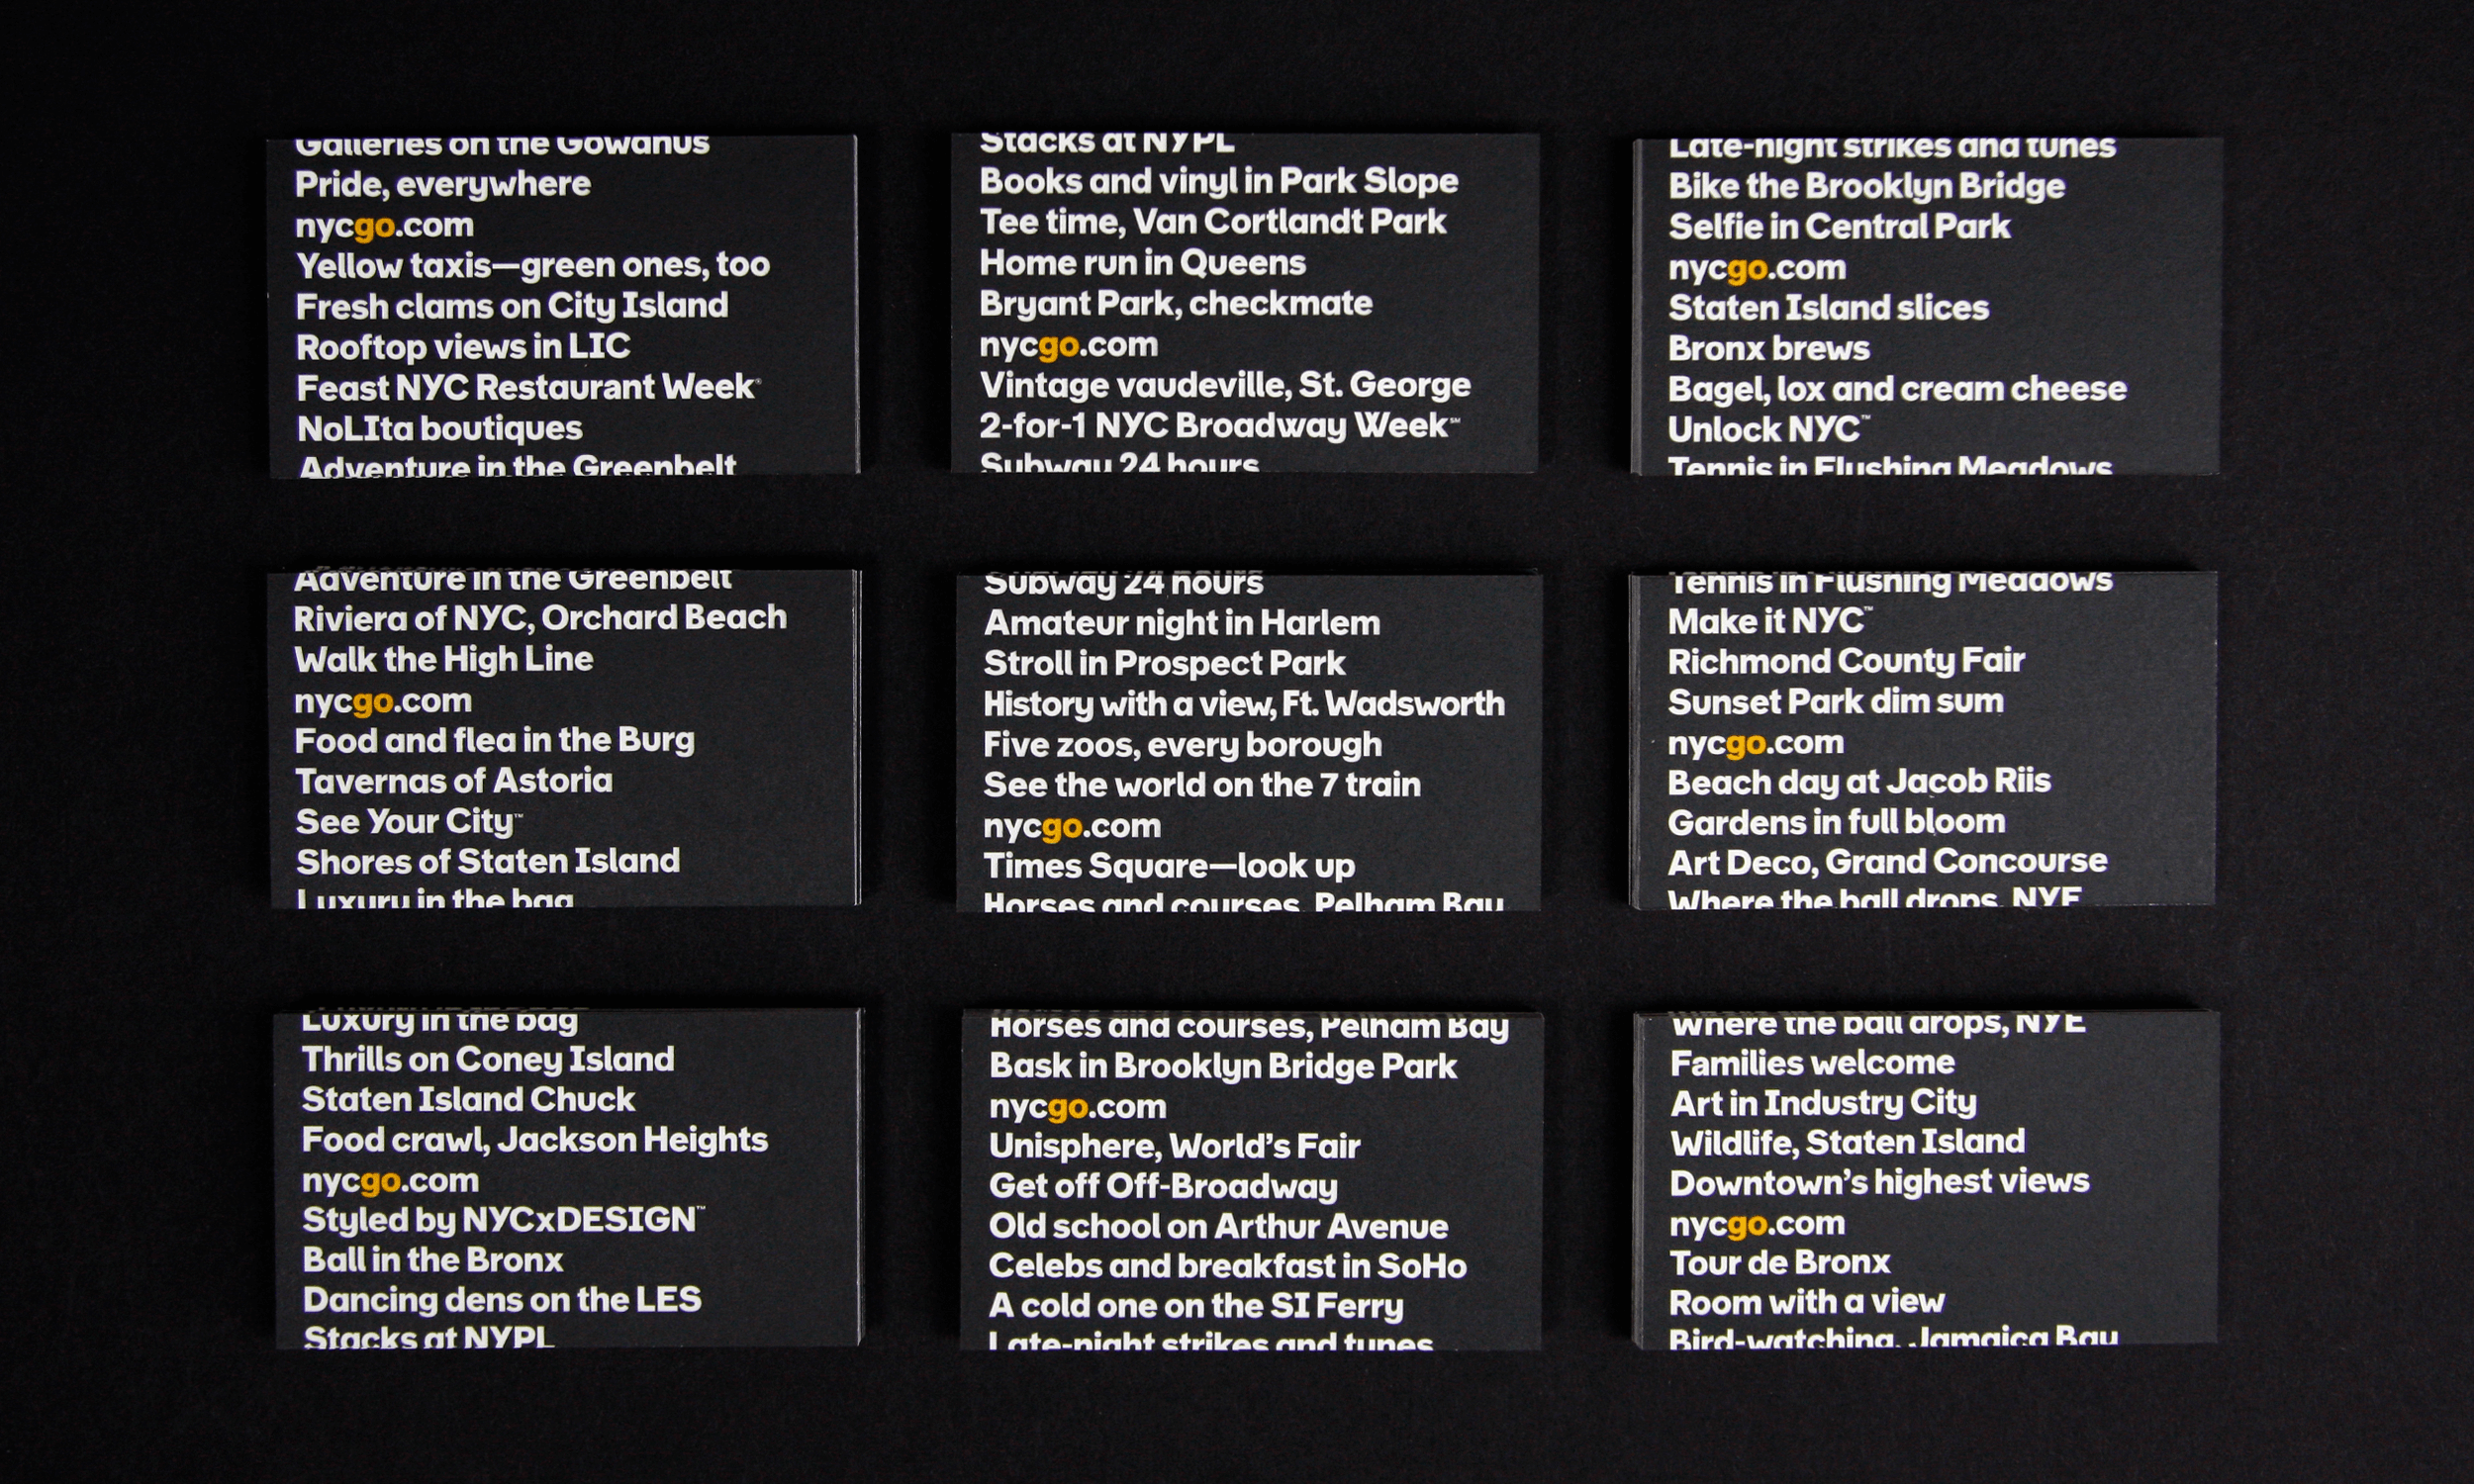 Galleries on the Gowanus
Pride, everywhere
nycgo.com
Yellow taxis—green ones, too
Fresh clams on City Island
Rooftop views in LIC
Feast NYC Restaurant Week®
NoLIta boutiques
Adventure in the Greenbelt
Adventure in the Greenbelt
Riviera of NYC, Orchard Beach
Walk the High Line
nycgo.com
Food and flea in the Burg
Tavernas of Astoria
See Your City™
Shores of Staten Island
Luxury in the bag
Luxury in the bag
Thrills on Coney Island
Staten Island Chuck
Food crawl, Jackson Heights
nycgo.com
Styled by NYCxDESIGN™
Ball in the Bronx
Dancing dens on the LES
Stacks at NYPL
Stacks at NYPL
Books and vinyl in Park Slope
Tee time, Van Cortlandt Park
Home run in Queens
Bryant Park, checkmate
nycgo.com
Vintage vaudeville, St. George
2-for-1 NYC Broadway Week℠
Subway 24 hours
Subway 24 hours
Amateur night in Harlem
Stroll in Prospect Park
History with a view, Ft. Wadsworth
Five zoos, every borough
See the world on the 7 train
nycgo.com
Times Square—look up
Horses and courses, Pelham Bay
Horses and courses, Pelham Bay
Bask in Brooklyn Bridge Park
nycgo.com
Unisphere, World’s Fair
Get off Off-Broadway
Old school on Arthur Avenue
Celebs and breakfast in SoHo
A cold one on the SI Ferry
Late-night strikes and tunes
Late-night strikes and tunes
Bike the Brooklyn Bridge
Selfie in Central Park
nycgo.com
Staten Island slices
Bronx brews
Bagel, lox and cream cheese
Unlock NYC™
Tennis in Flushing Meadows
Tennis in Flushing Meadows
Make it NYC™
Richmond County Fair
Sunset Park dim sum
nycgo.com
Beach day at Jacob Riis
Gardens in full bloom
Art Deco, Grand Concourse
Where the ball drops, NYE
Where the ball drops, NYE
Families welcome
Art in Industry City
Wildlife, Staten Island
Downtown’s highest views
nycgo.com
Tour de Bronx
Room with a view
Bird-watching, Jamaica Bay